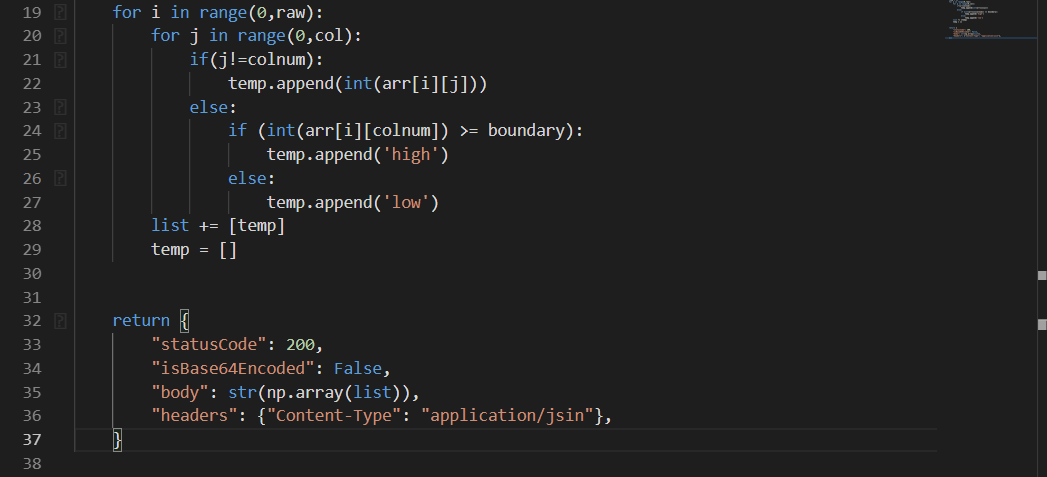 19 for i in range(0,raw):
20 for j in range(0,col):
21 if(j!=colnum):
22 temp.append(int(arr[i][j]))
23 else:
24 if (int(arr[i][colnum]) >= boundary):
25 temp.append('high')
26 else:
27 temp.append('low')
28 list += [temp]
29 temp = []
30
31
32 return {
33 "statusCode": 200,
34 "isBase64Encoded": False,
35 "body": str(np.array(list)),
36 "headers": {"Content-Type": "application/jsin"},
37 }
38